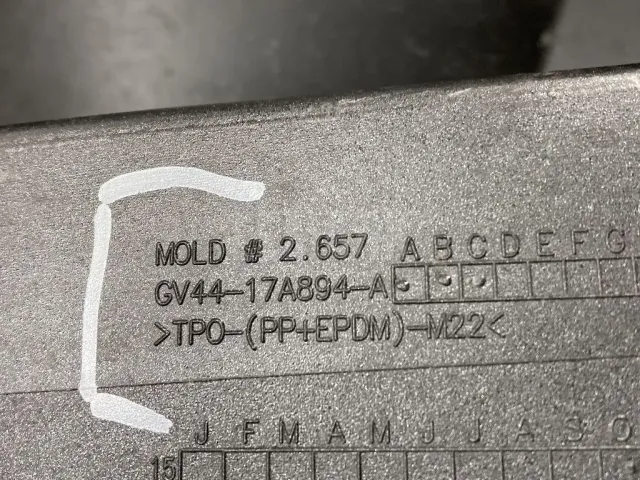 MOLD # 2.657 A B C D E F G
GV44-17A894-A
>TPO-(PP+EPDM)-M22<
J F M A M J J A S O
15